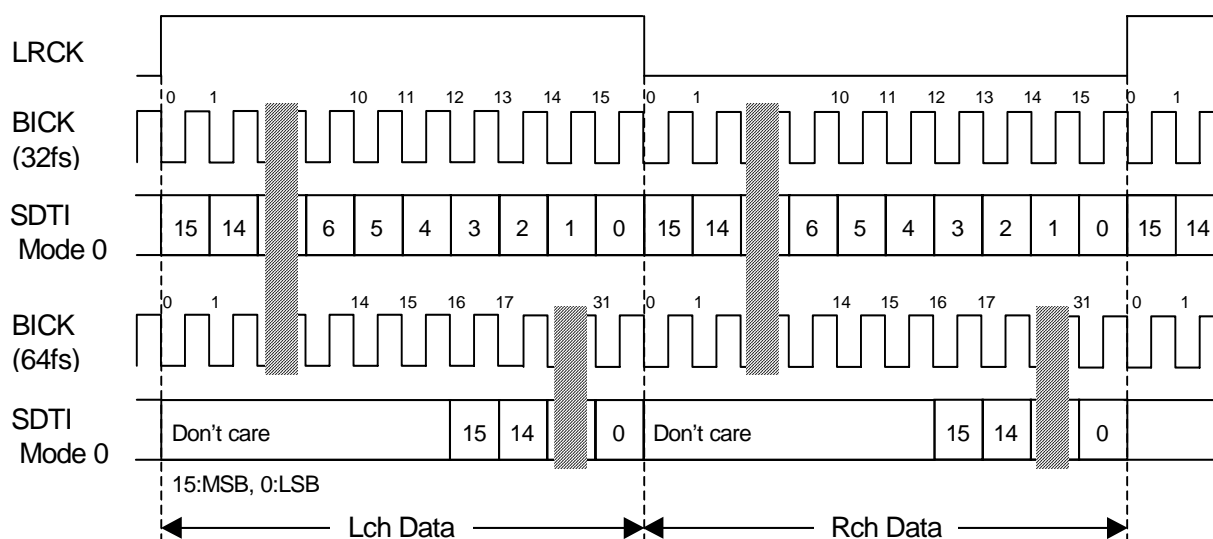 LRCK
0 1 10 11 12 13 14 15 0 1 10 11 12 13 14 15 0 1
BICK
(32fs)
SDTI
Mode 0
15 14 6 5 4 3 2 1 0 15 14 6 5 4 3 2 1 0 15 14
0 1 14 15 16 17 31 0 1 14 15 16 17 31 0 1
BICK
(64fs)
SDTI
Mode 0
Don't care 15 14 0 Don't care 15 14 0
15:MSB, 0:LSB
Lch Data Rch Data